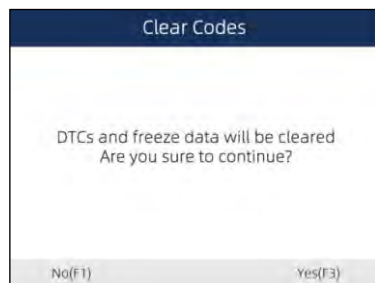 Clear Codes
DTCs and freeze data will be cleared
Are you sure to continue?
No(F1) Yes(F3)